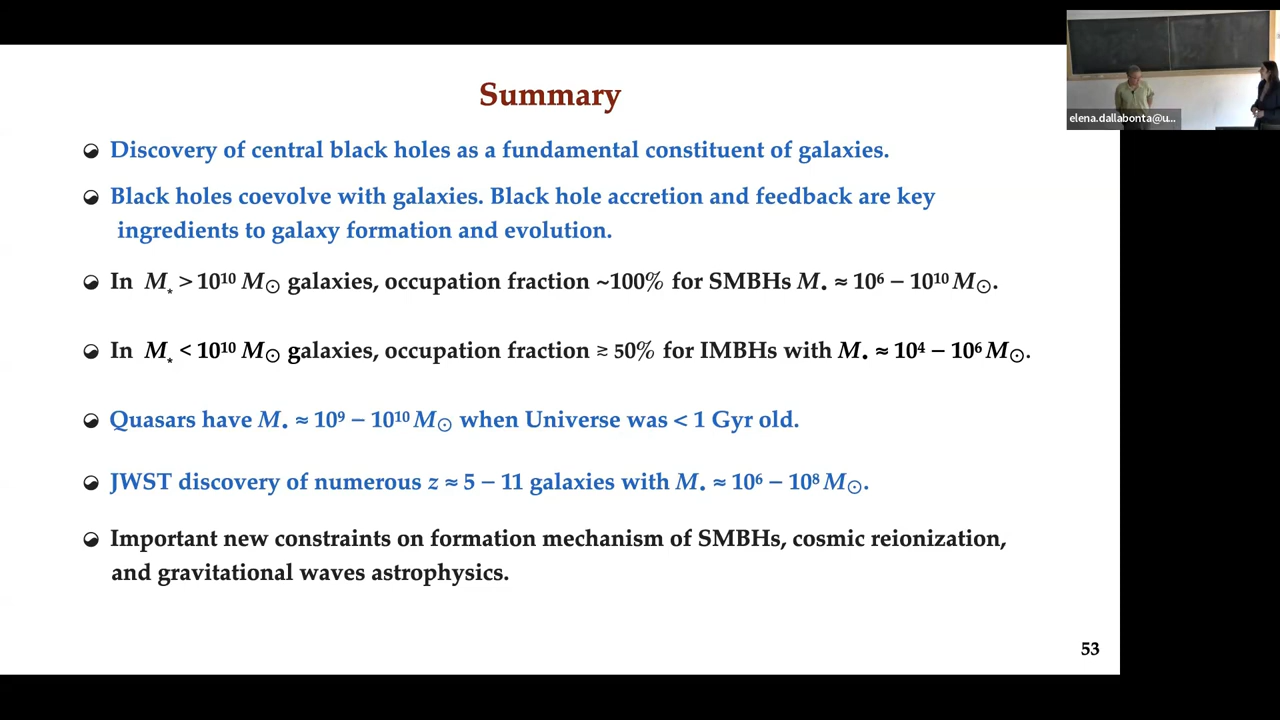 Summary
Discovery of central black holes as a fundamental constituent of galaxies.
Black holes coevolve with galaxies. Black hole accretion and feedback are key
ingredients to galaxy formation and evolution.
In M⋆ > 10¹⁰ M⊙ galaxies, occupation fraction ~100% for SMBHs M• ≈ 10⁶ − 10¹⁰ M⊙.
In M⋆ < 10¹⁰ M⊙ galaxies, occupation fraction ≳ 50% for IMBHs with M• ≈ 10⁴ − 10⁶ M⊙.
Quasars have M• ≈ 10⁹ − 10¹⁰ M⊙ when Universe was < 1 Gyr old.
JWST discovery of numerous z ≈ 5 − 11 galaxies with M• ≈ 10⁶ − 10⁸ M⊙.
Important new constraints on formation mechanism of SMBHs, cosmic reionization,
and gravitational waves astrophysics.
53
elena.dallabonta@u...